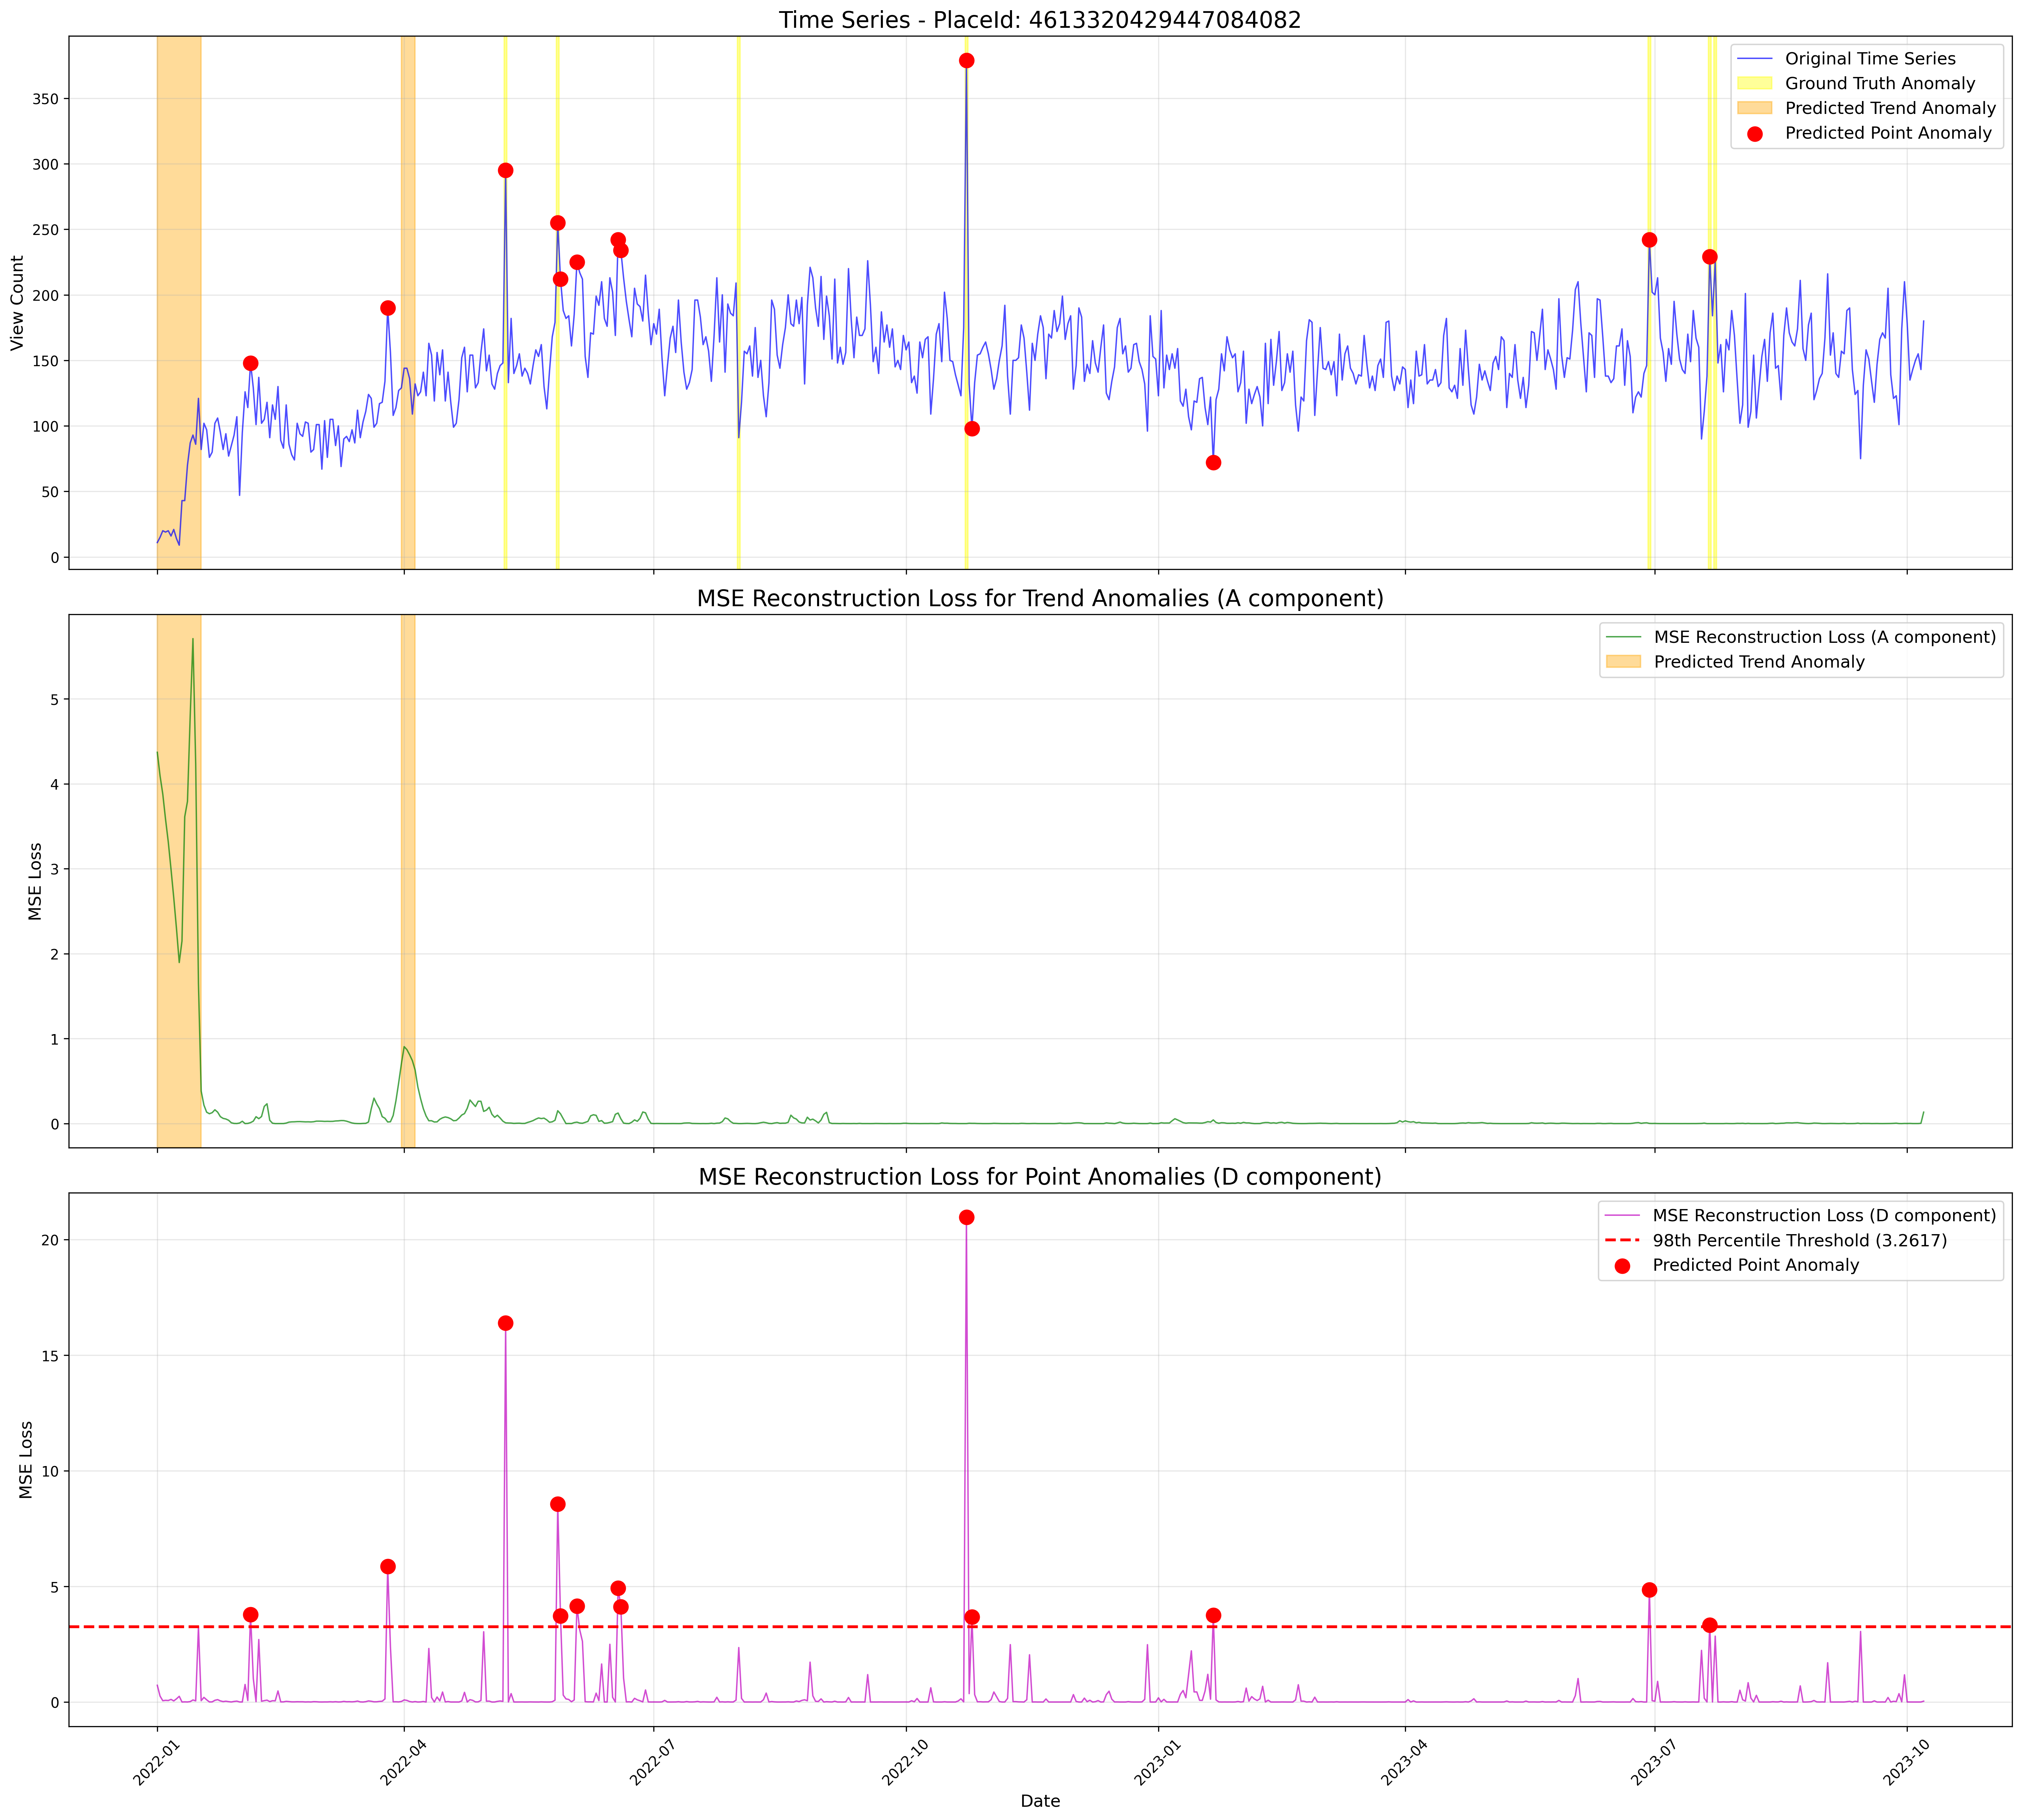 Time Series - PlaceId: 4613320429447084082
View Count
350
300
250
200
150
100
50
0
Original Time Series
Ground Truth Anomaly
Predicted Trend Anomaly
Predicted Point Anomaly
MSE Reconstruction Loss for Trend Anomalies (A component)
MSE Loss
5
4
3
2
1
0
MSE Reconstruction Loss (A component)
Predicted Trend Anomaly
MSE Reconstruction Loss for Point Anomalies (D component)
MSE Loss
20
15
10
5
0
MSE Reconstruction Loss (D component)
98th Percentile Threshold (3.2617)
Predicted Point Anomaly
2022-01
2022-04
2022-07
2022-10
2023-01
2023-04
2023-07
2023-10
Date